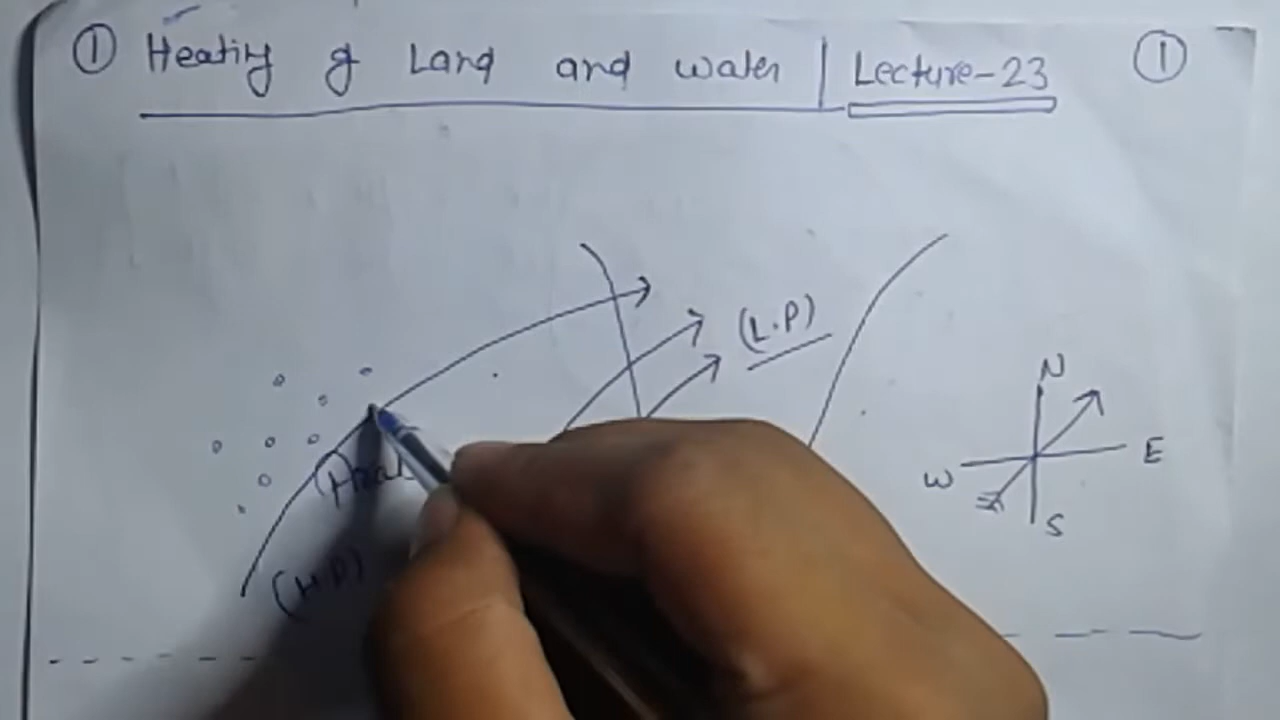 ① Heating of Land and water | Lecture-23 ①
(L.P)
N
W E
S
(H.P)